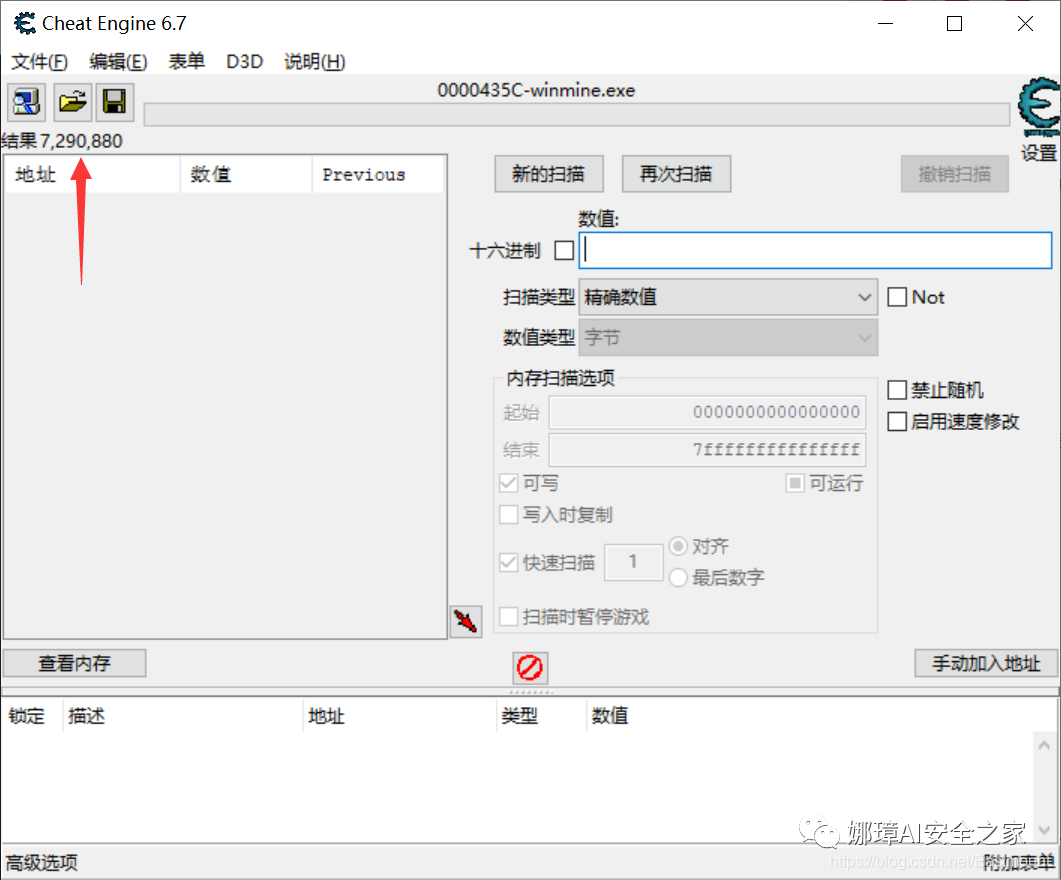 Cheat Engine 6.7
文件(F) 编辑(E) 表单 D3D 说明(H)
0000435C-winmine.exe
结果7,290,880
设置
地址 数值 Previous
新的扫描 再次扫描 撤销扫描
数值:
十六进制
扫描类型 精确数值 Not
数值类型 字节
内存扫描选项
禁止随机
起始 0000000000000000
启用速度修改
结束 7fffffffffffffff
可写 可运行
写入时复制
快速扫描 1 对齐
最后数字
扫描时暂停游戏
查看内存 手动加入地址
锁定 描述 地址 类型 数值
娜璋AI安全之家
高级选项 附加表单